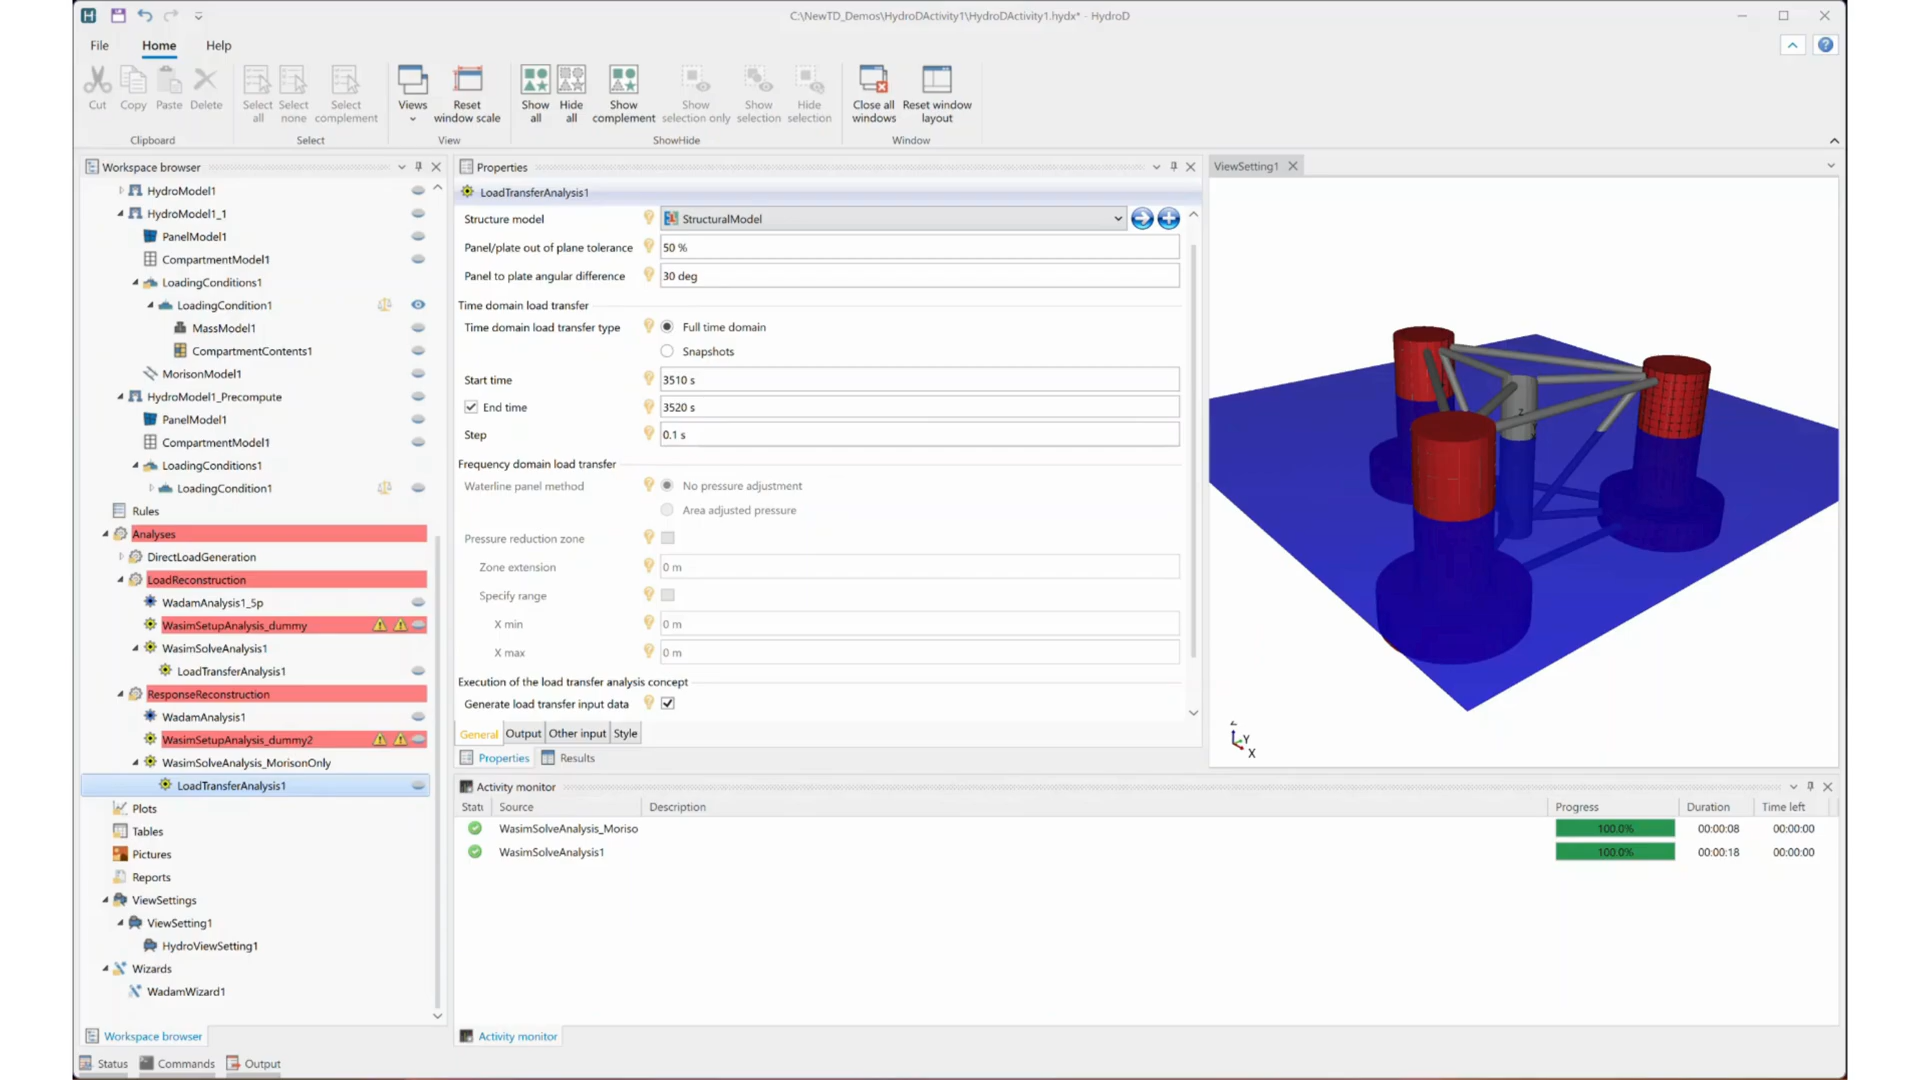 C:\NewTD_Demos\HydroDActivity1\HydroDActivity1.hydx* - HydroD
File
Home
Help
Cut
Copy
Paste
Delete
Clipboard
Select all
Select none
Select complement
Select
Views
Reset window scale
View
Show all
Hide all
Show complement
Show selection only
Show selection
Hide selection
ShowHide
Close all windows
Reset window layout
Window
Workspace browser
HydroModel1
HydroModel1_1
PanelModel1
CompartmentModel1
LoadingConditions1
LoadingCondition1
MassModel1
CompartmentContents1
MorisonModel1
HydroModel1_Precompute
PanelModel1
CompartmentModel1
LoadingConditions1
LoadingCondition1
Rules
Analyses
DirectLoadGeneration
LoadReconstruction
WadamAnalysis1_5p
WasimSetupAnalysis_dummy
WasimSolveAnalysis1
LoadTransferAnalysis1
ResponseReconstruction
WadamAnalysis1
WasimSetupAnalysis_dummy2
WasimSolveAnalysis_MorisonOnly
LoadTransferAnalysis1
Plots
Tables
Pictures
Reports
ViewSettings
ViewSetting1
HydroViewSetting1
Wizards
WadamWizard1
Workspace browser
Properties
LoadTransferAnalysis1
Structure model
StructuralModel
Panel/plate out of plane tolerance
50 %
Panel to plate angular difference
30 deg
Time domain load transfer
Time domain load transfer type
Full time domain
Snapshots
Start time
3510 s
End time
3520 s
Step
0.1 s
Frequency domain load transfer
Waterline panel method
No pressure adjustment
Area adjusted pressure
Pressure reduction zone
Zone extension
0 m
Specify range
X min
0 m
X max
0 m
Execution of the load transfer analysis concept
Generate load transfer input data
General
Output
Other input
Style
Properties
Results
ViewSetting1
Z
Z
Y
X
Activity monitor
Statu
Source
Description
Progress
Duration
Time left
WasimSolveAnalysis_Moriso
100.0%
00:00:08
00:00:00
WasimSolveAnalysis1
100.0%
00:00:18
00:00:00
Activity monitor
Status
Commands
Output